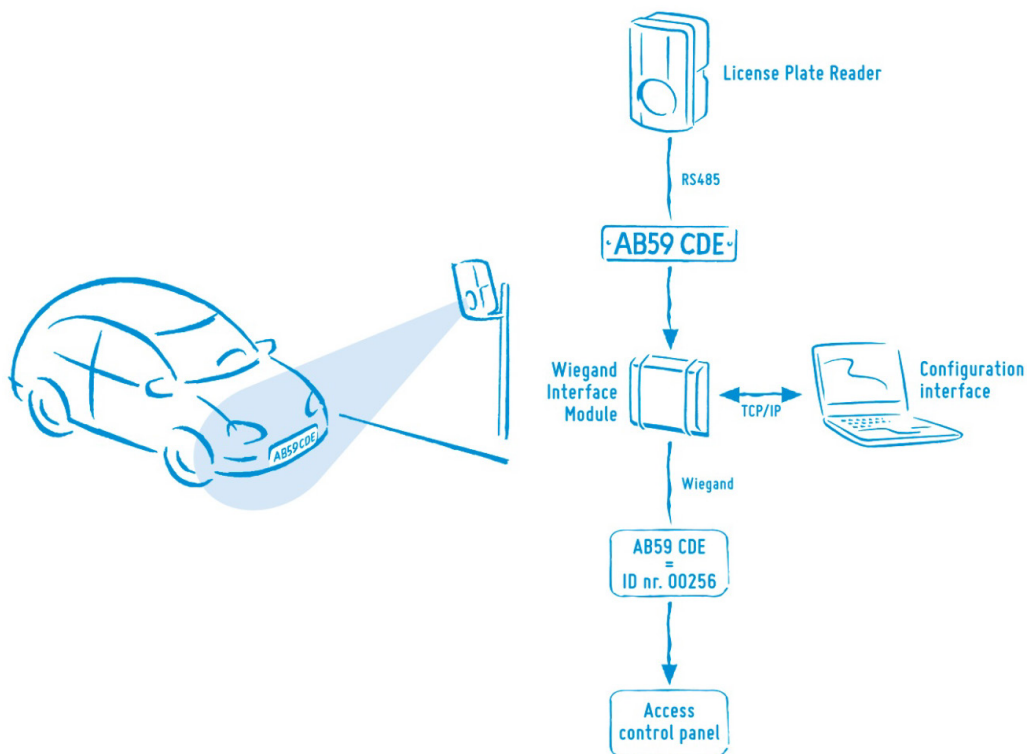 License Plate Reader
RS485
AB59 CDE
Wiegand
Interface
Module
TCP/IP
Configuration
interface
AB59CDE
Wiegand
AB59 CDE
=
ID nr. 00256
Access
control panel